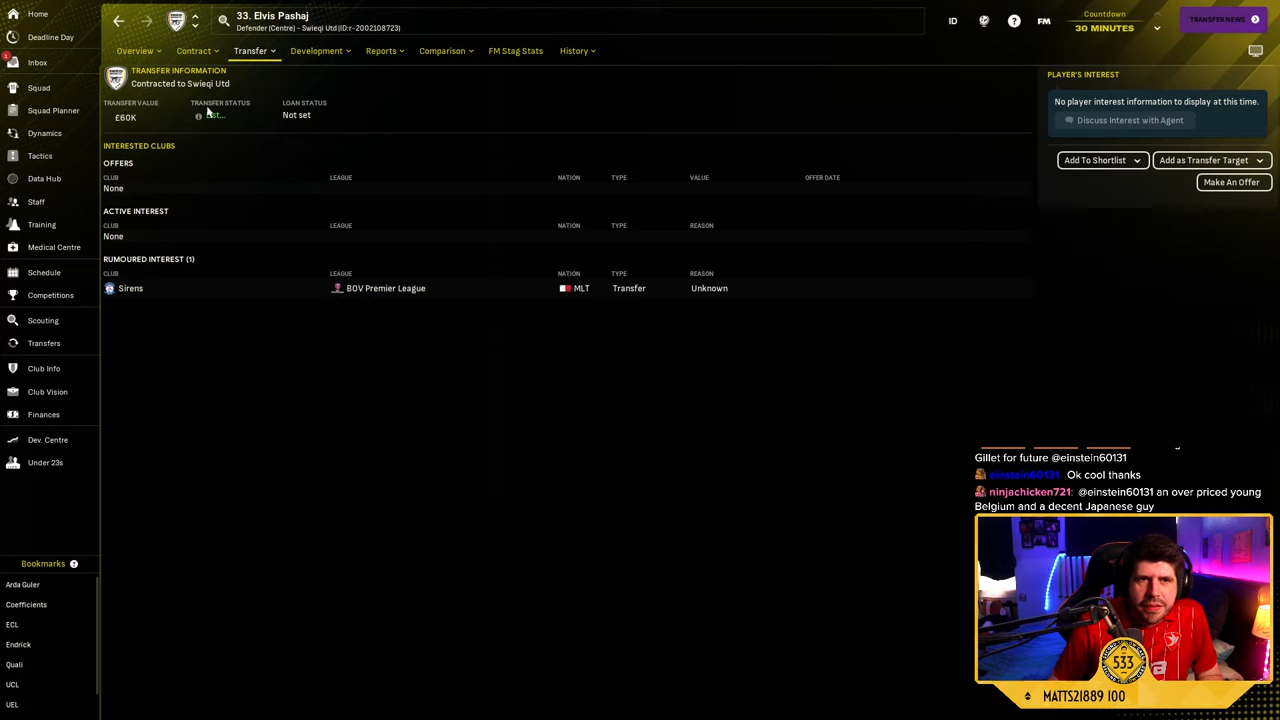 Home
Deadline Day
1
Inbox
Squad
Squad Planner
Dynamics
Tactics
Data Hub
Staff
Training
Medical Centre
Schedule
Competitions
Scouting
Transfers
Club Info
Club Vision
Finances
Dev. Centre
Under 23s
Bookmarks
Arda Guler
Coefficients
ECL
Endrick
Quali
UCL
UEL
33. Elvis Pashaj
Defender (Centre) - Swieqi Utd (ID:r-2002108723)
ID
FM
Countdown
30 MINUTES
TRANSFER NEWS
Overview
Contract
Transfer
Development
Reports
Comparison
FM Stag Stats
History
TRANSFER INFORMATION
Contracted to Swieqi Utd
TRANSFER VALUE TRANSFER STATUS LOAN STATUS
£60K Not set
INTERESTED CLUBS
OFFERS
CLUB LEAGUE NATION TYPE VALUE OFFER DATE
None
ACTIVE INTEREST
CLUB LEAGUE NATION TYPE REASON
None
RUMOURED INTEREST (1)
CLUB LEAGUE NATION TYPE REASON
Sirens BOV Premier League MLT Transfer Unknown
PLAYER'S INTEREST
No player interest information to display at this time.
Discuss Interest with Agent
Add To Shortlist
Add as Transfer Target
Make An Offer
Gillet for future @einstein60131
einstein60131: Ok cool thanks
ninjachicken721: @einstein60131 an over priced young
Belgium and a decent Japanese guy
533
MATTS21889 100